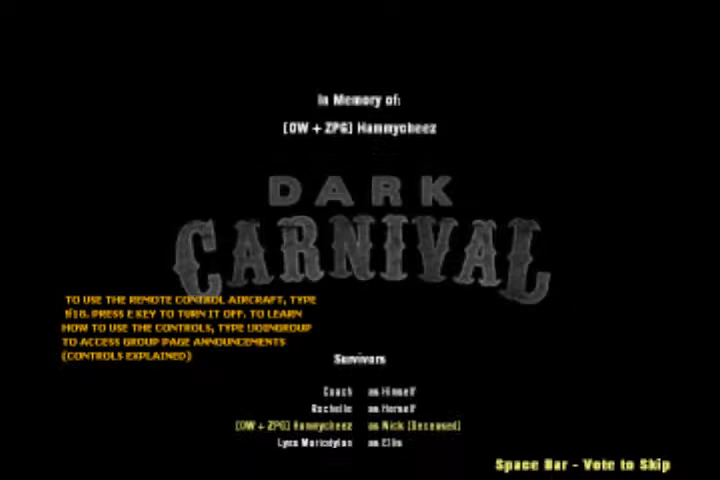 In Memory of:
[OW + ZPG] Hammycheez
DARK
CARNIVAL
TO USE THE REMOTE CONTROL AIRCRAFT, TYPE
PRESS E KEY TO TURN IT OFF. TO LEARN
HOW TO USE THE CONTROLS, TYPE !JOINGROUP
TO ACCESS GROUP PAGE ANNOUNCEMENTS
(CONTROLS EXPLAINED)
Survivors
Coach as Himself
Rochelle as Herself
[OW + ZPG] Hammycheez as Nick (Deceased)
as Ellis
Space Bar - Vote to Skip